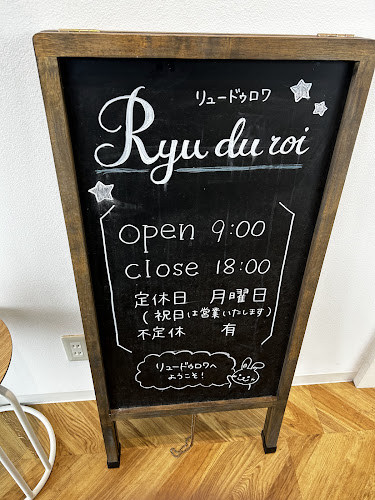 リュードゥロワ
Ryu du roi
open 9:00
close 18:00
定休日 月曜日
(祝日は営業いたします)
不定休 有
リュードゥロワへ
ようこそ!